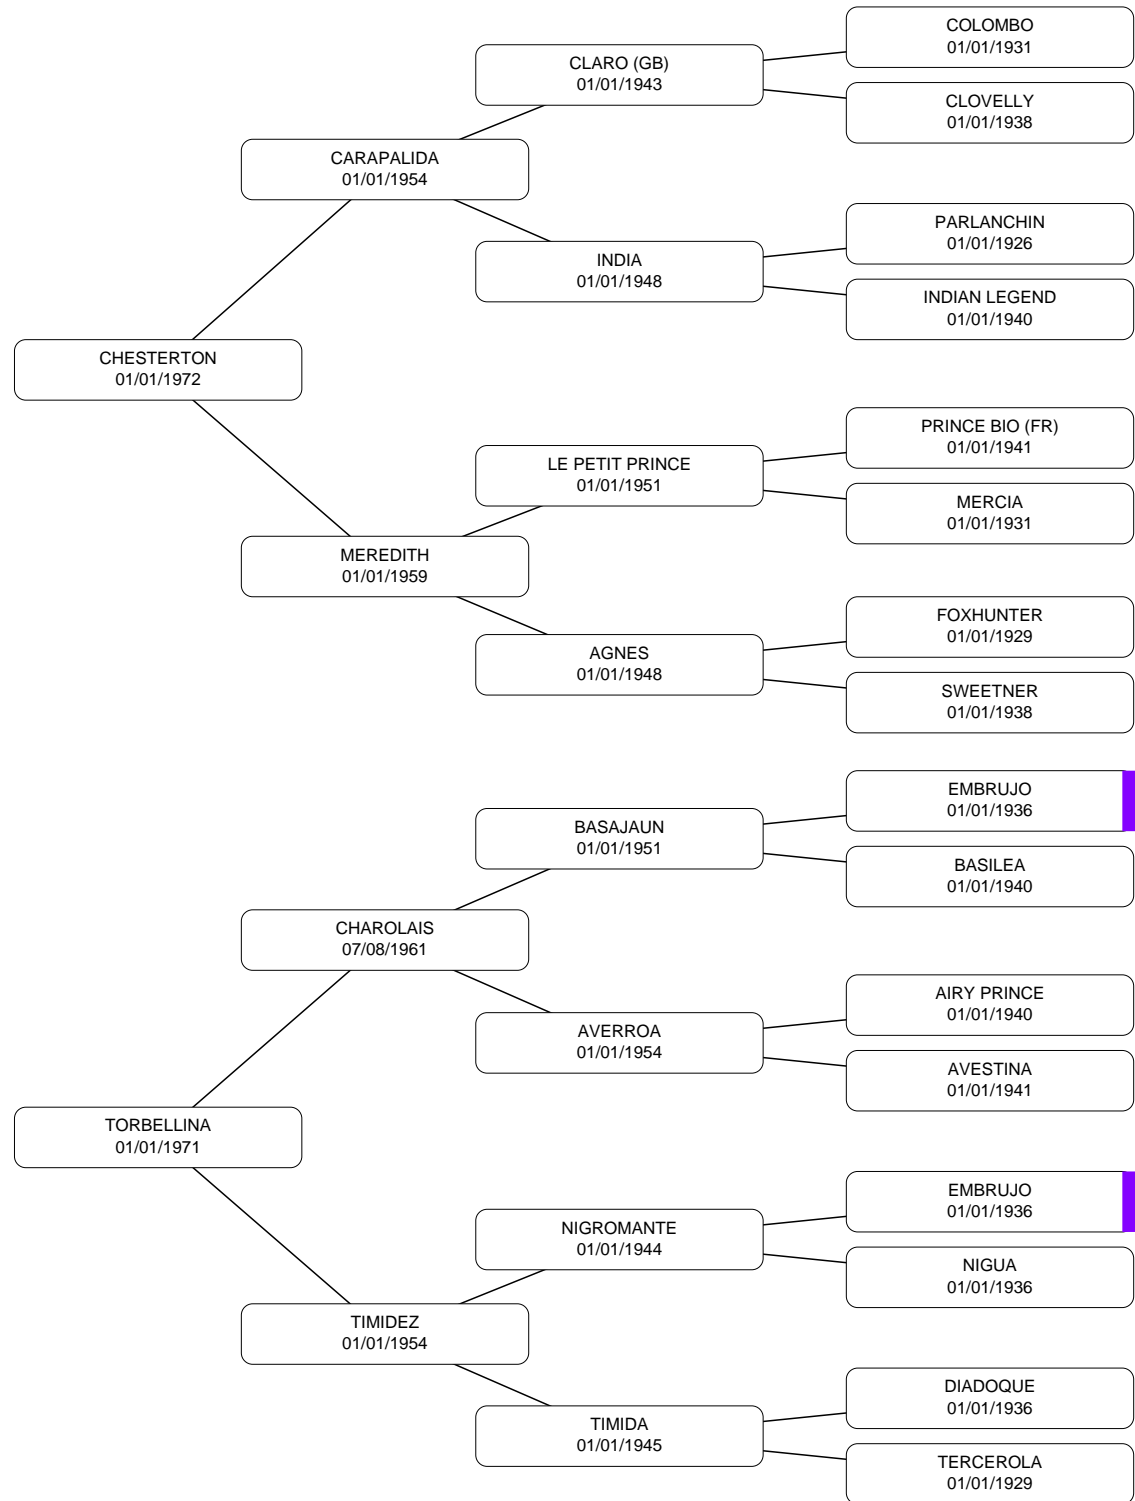 COLOMBO
01/01/1931
CLARO (GB)
01/01/1943
CLOVELLY
01/01/1938
CARAPALIDA
01/01/1954
PARLANCHIN
01/01/1926
INDIA
01/01/1948
INDIAN LEGEND
01/01/1940
CHESTERTON
01/01/1972
PRINCE BIO (FR)
01/01/1941
LE PETIT PRINCE
01/01/1951
MERCIA
01/01/1931
MEREDITH
01/01/1959
FOXHUNTER
01/01/1929
AGNES
01/01/1948
SWEETNER
01/01/1938
EMBRUJO
01/01/1936
BASAJAUN
01/01/1951
BASILEA
01/01/1940
CHAROLAIS
07/08/1961
AIRY PRINCE
01/01/1940
AVERROA
01/01/1954
AVESTINA
01/01/1941
TORBELLINA
01/01/1971
EMBRUJO
01/01/1936
NIGROMANTE
01/01/1944
NIGUA
01/01/1936
TIMIDEZ
01/01/1954
DIADOQUE
01/01/1936
TIMIDA
01/01/1945
TERCEROLA
01/01/1929